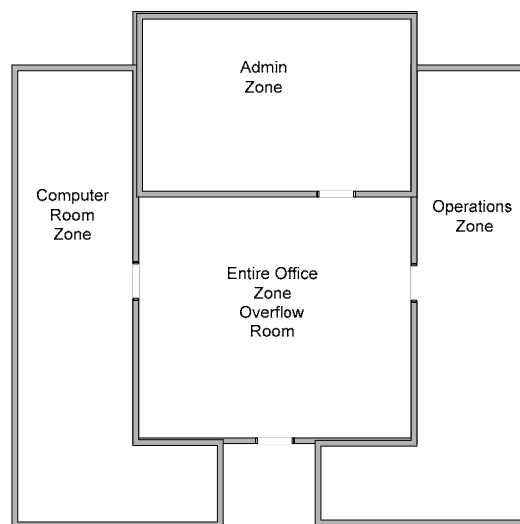 Admin
Zone
Computer
Room
Zone
Operations
Zone
Entire Office
Zone
Overflow
Room